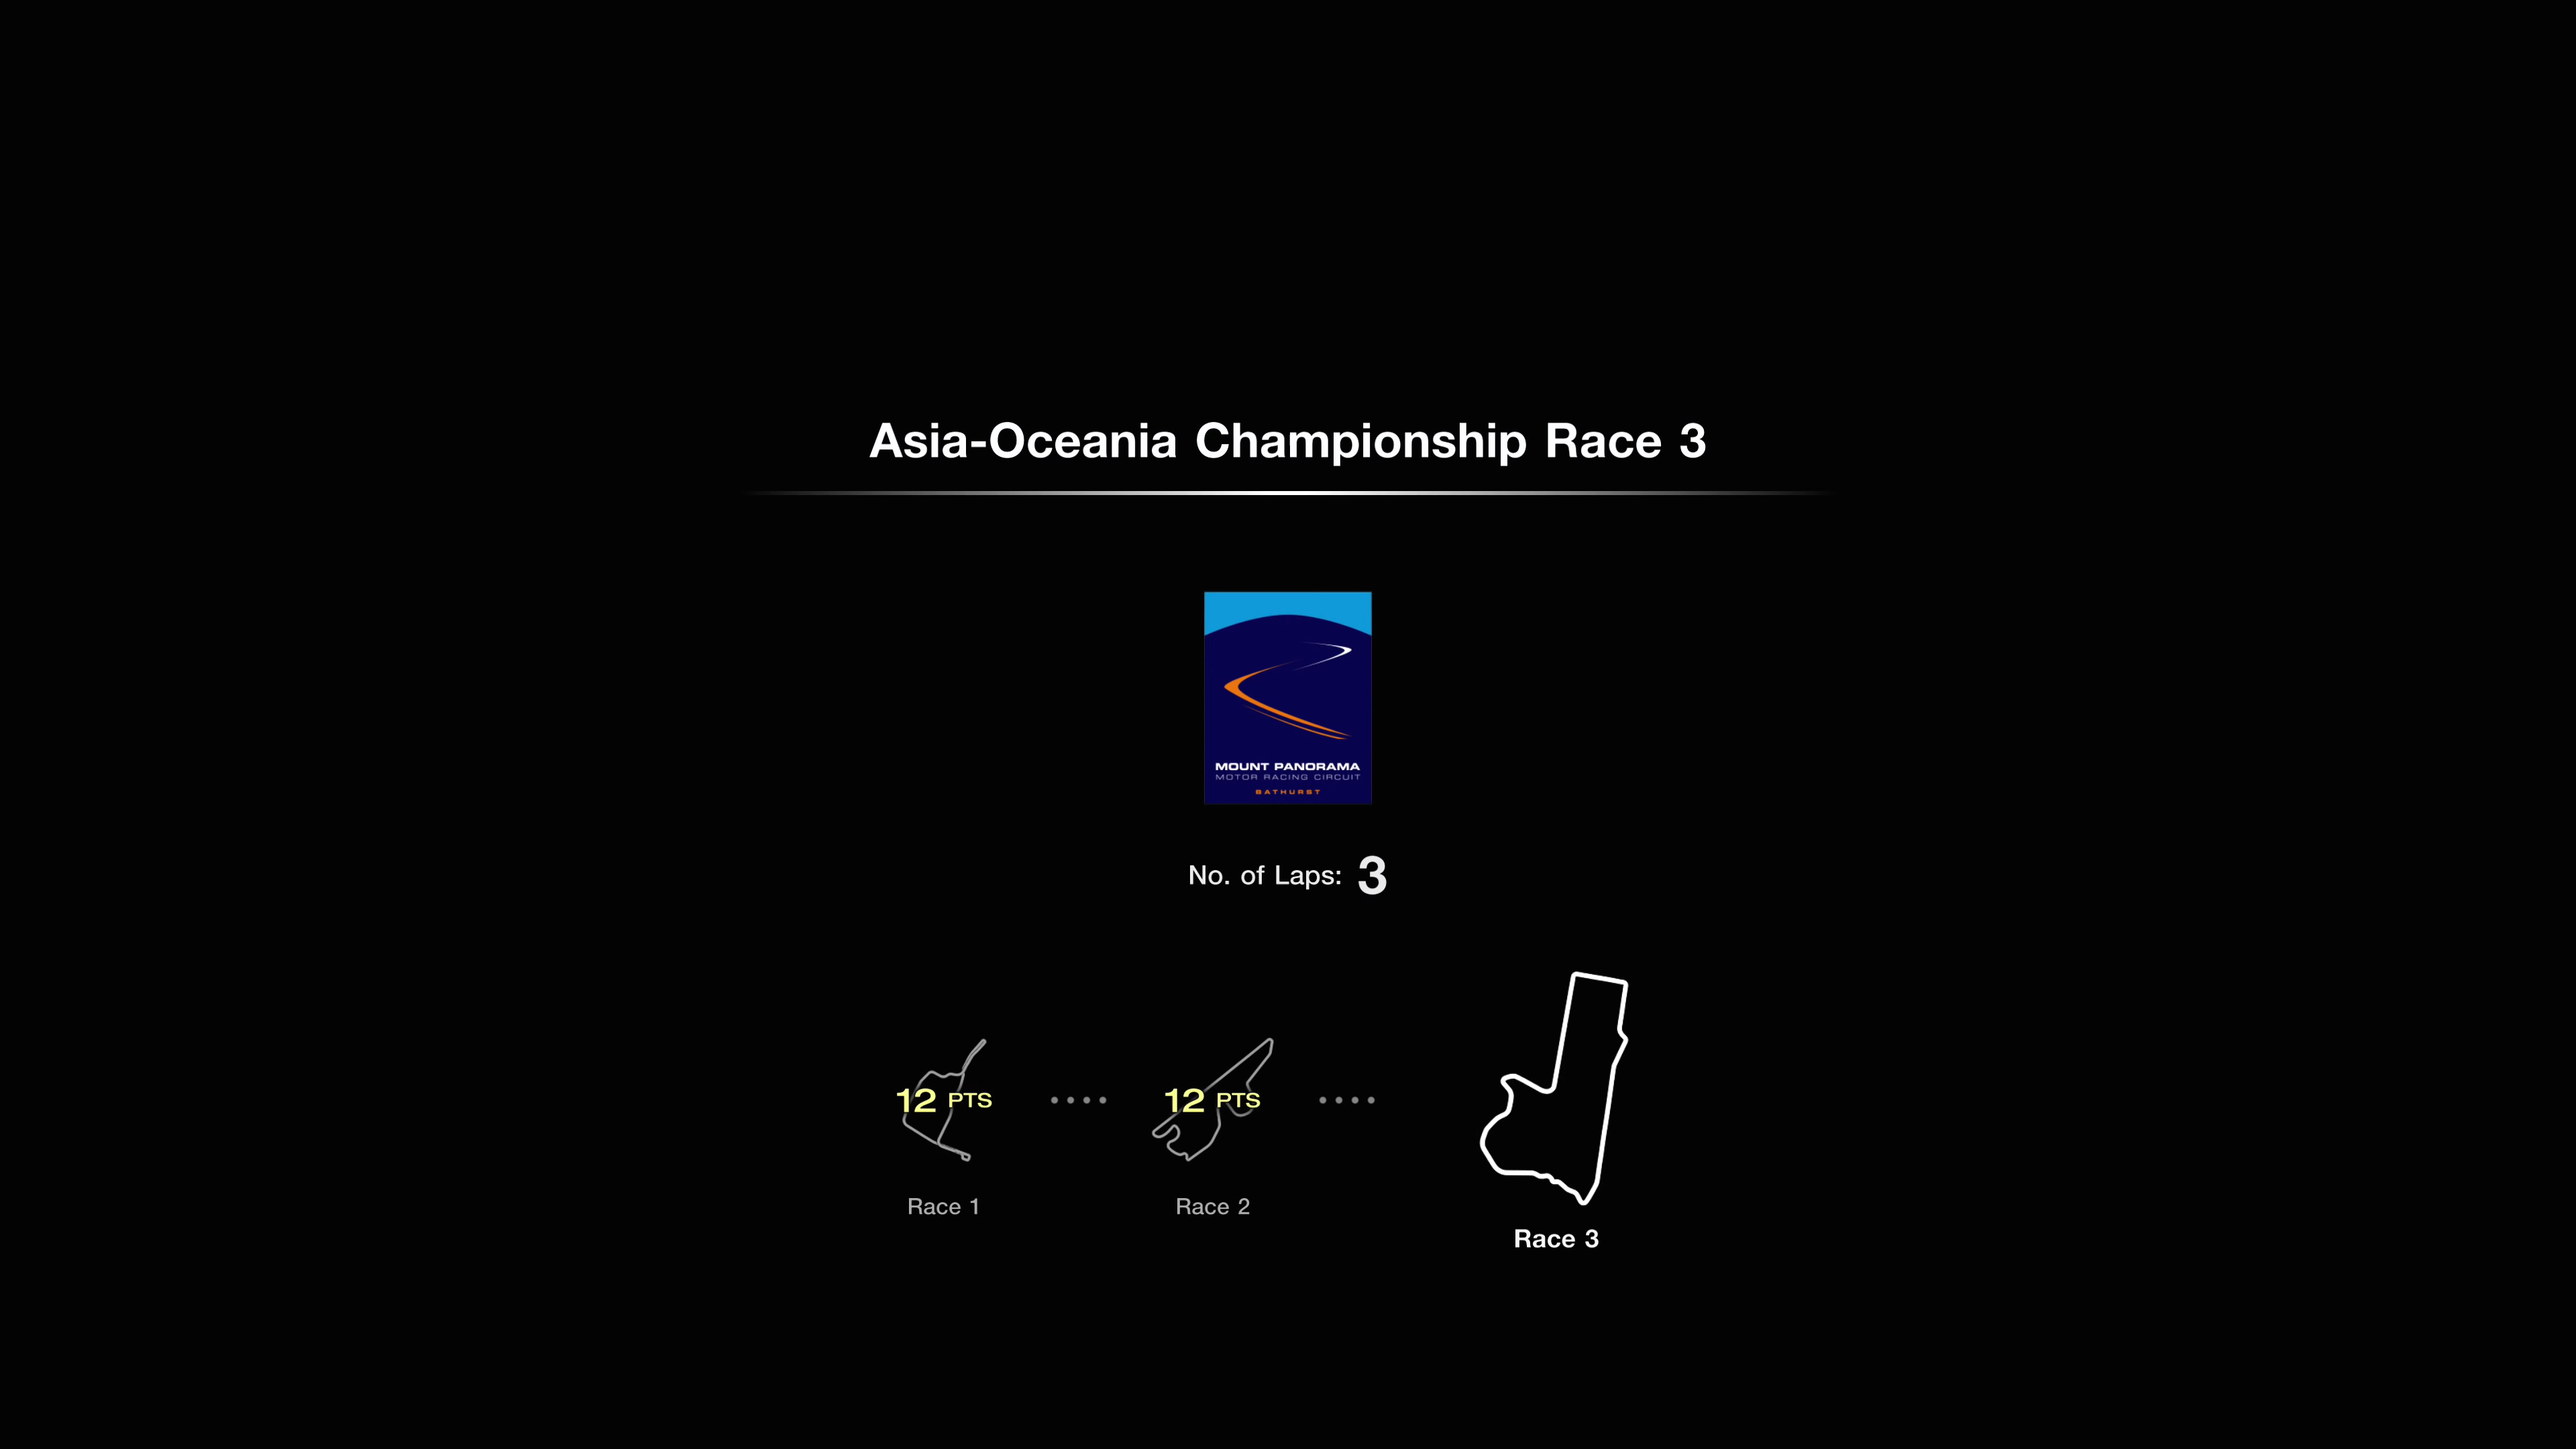 Asia-Oceania Championship Race 3
MOUNT PANORAMA
MOTOR RACING CIRCUIT
BATHURST
No. of Laps: 3
12 PTS
12 PTS
Race 1
Race 2
Race 3